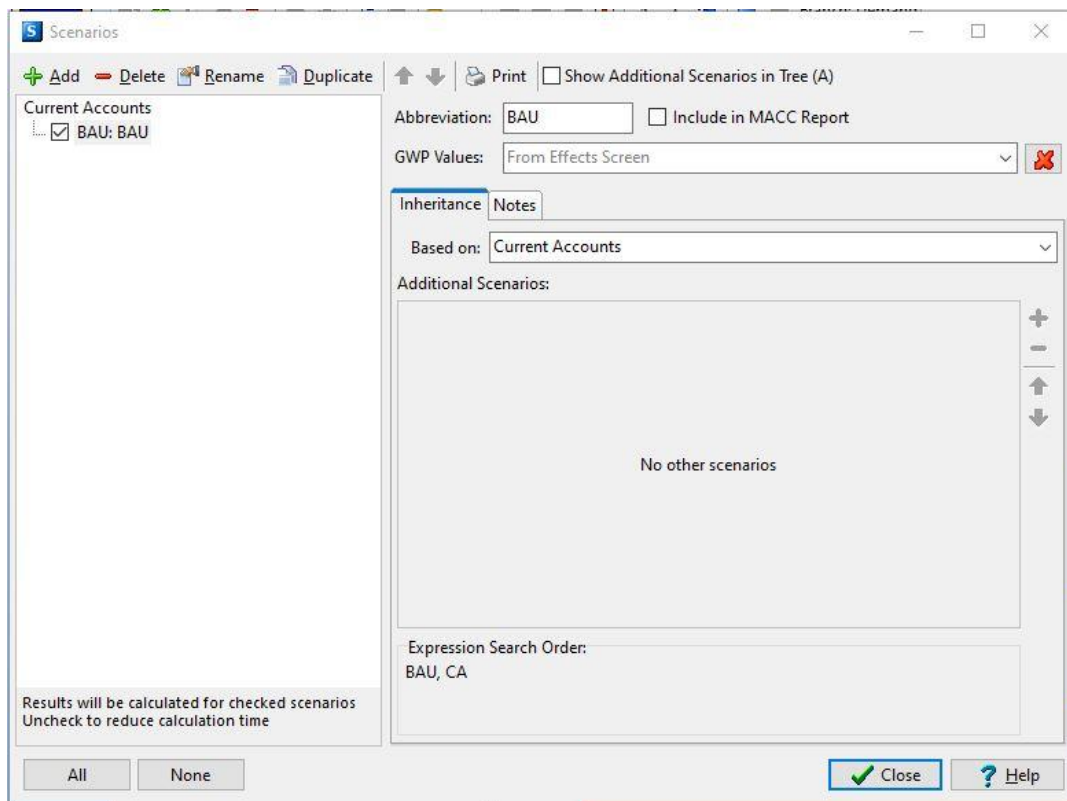 Scenarios
Add Delete Rename Duplicate Print Show Additional Scenarios in Tree (A)
Current Accounts
BAU: BAU
Abbreviation: BAU Include in MACC Report
GWP Values: From Effects Screen
Inheritance Notes
Based on: Current Accounts
Additional Scenarios:
No other scenarios
Expression Search Order:
BAU, CA
Results will be calculated for checked scenarios
Uncheck to reduce calculation time
All None Close Help